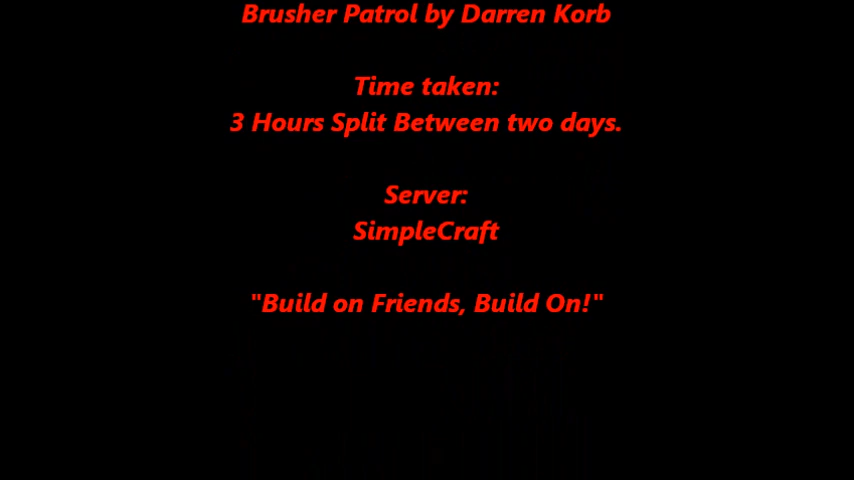 Brusher Patrol by Darren Korb
Time taken:
3 Hours Split Between two days.
Server:
SimpleCraft
"Build on Friends, Build On!"